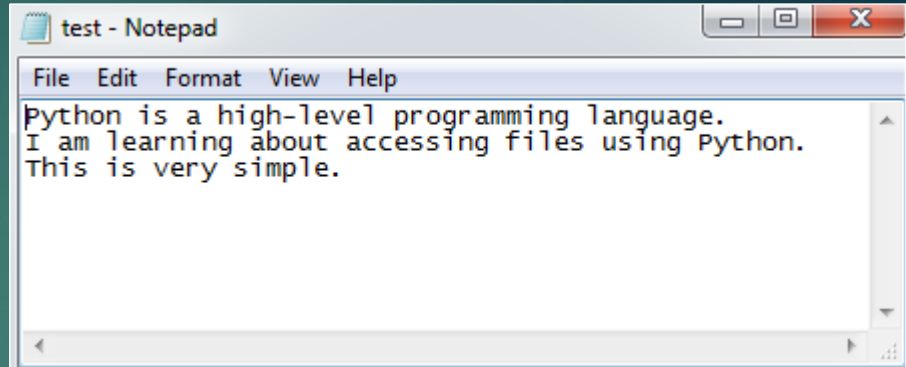 test - Notepad
File Edit Format View Help
Python is a high-level programming language.
I am learning about accessing files using Python.
This is very simple.